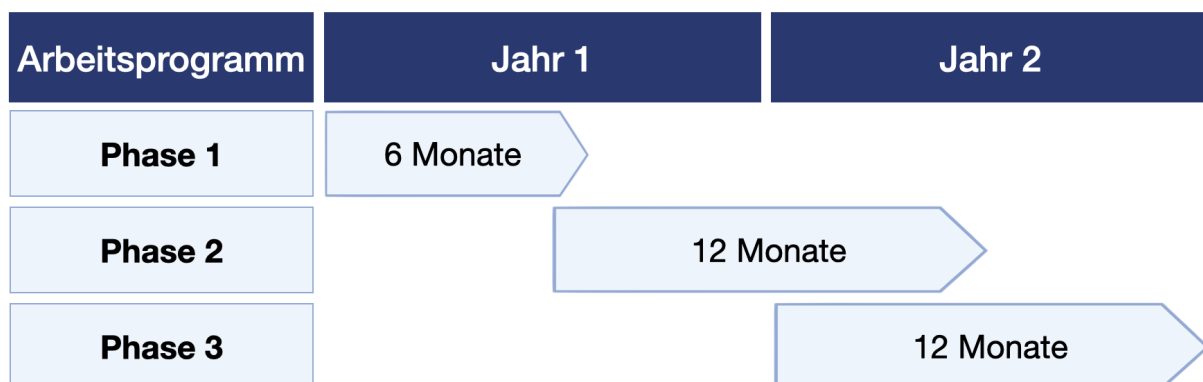 Arbeitsprogramm
Jahr 1
Jahr 2
Phase 1
6 Monate
Phase 2
12 Monate
Phase 3
12 Monate